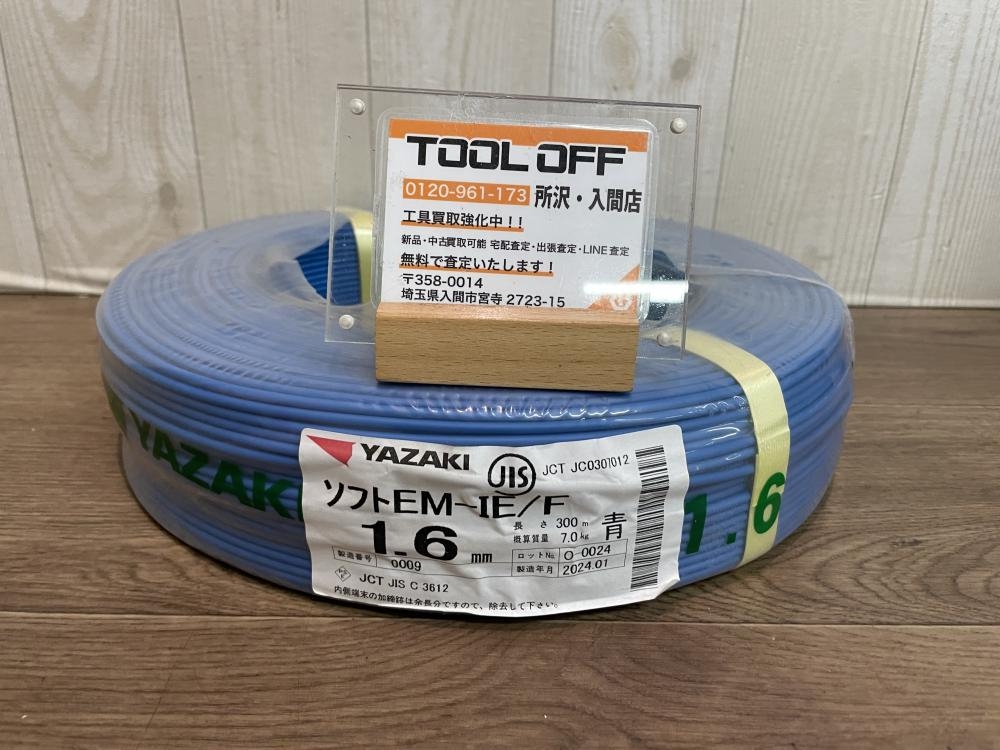 TOOL OFF
0120-961-173 所沢・入間店
工具買取強化中！！
新品・中古買取可能 宅配査定・出張査定・LINE査定
無料で査定いたします！
〒358-0014
埼玉県入間市宮寺 2723-15
YAZAKI
1.6
YAZAKI JIS JCT JC0307012
ソフトEM-IE/F
1.6 mm
長さ 300m 青
概算質量 7.0kg
製造番号 0009
ロットNo. O-0024
製造年月 2024.01
JCT JIS C 3612
内側端末の加締跡は余長分ですので、除去して下さい。